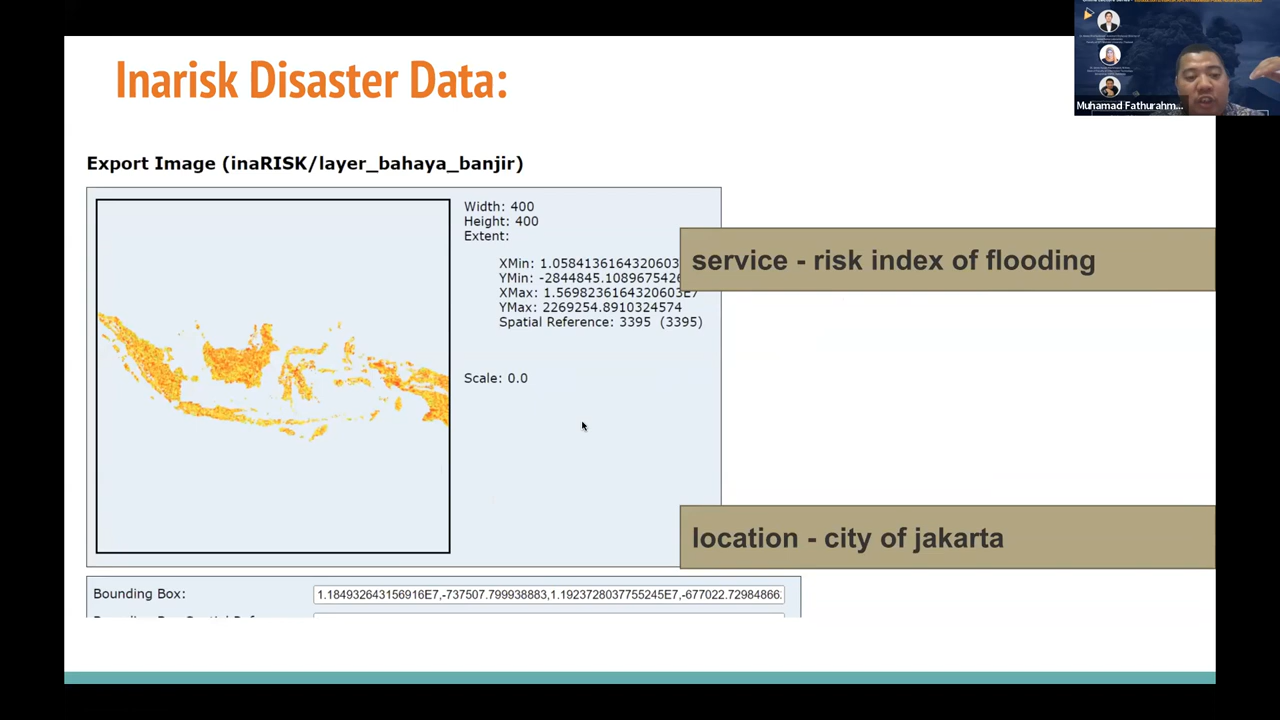 Inarisk Disaster Data:
Muhamad Fathurahm...
Export Image (inaRISK/layer_bahaya_banjir)
Width: 400
Height: 400
Extent:
XMin: 1.0584136164320603
YMin: -2844845.1089675426
XMax: 1.5698236164320603E7
YMax: 2269254.8910324574
Spatial Reference: 3395 (3395)
Scale: 0.0
service - risk index of flooding
location - city of jakarta
Bounding Box:
1.184932643156916E7,-737507.799938883,1.1923728037755245E7,-677022.72984866